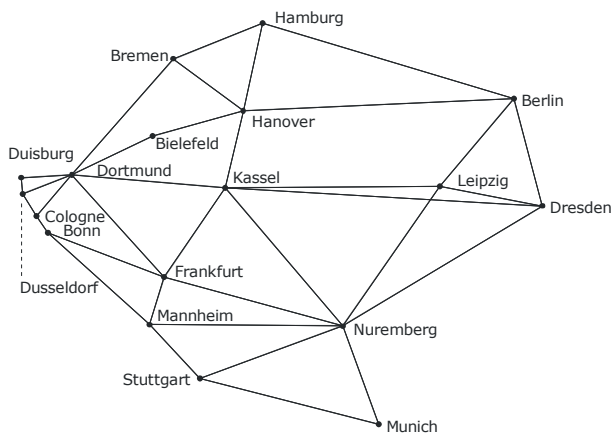 Hamburg
Bremen
Berlin
Hanover
Bielefeld
Duisburg
Dortmund
Kassel
Leipzig
Dresden
Cologne
Bonn
Frankfurt
Dusseldorf
Mannheim
Nuremberg
Stuttgart
Munich